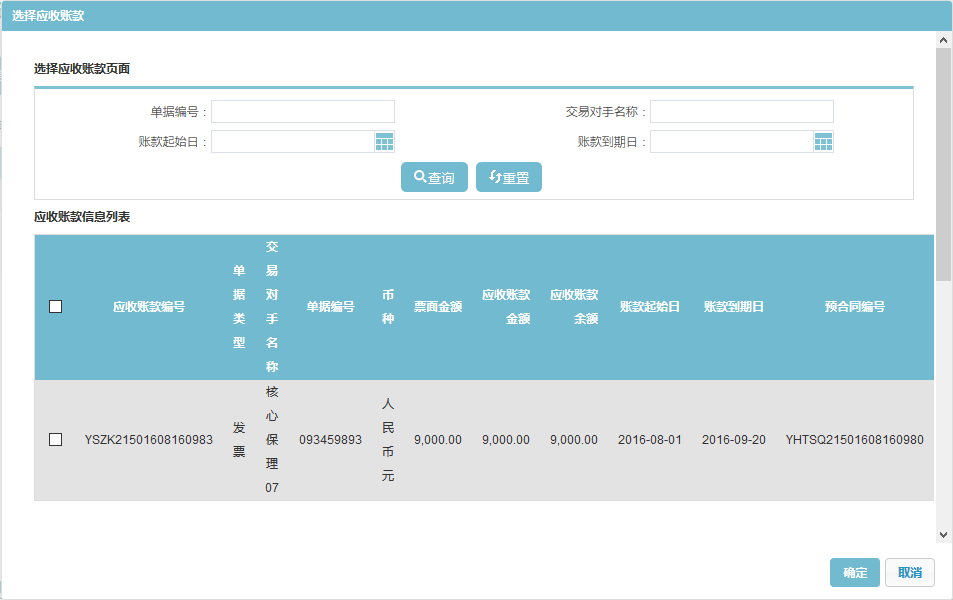 选择应收账款
选择应收账款页面
单据编号：
交易对手名称：
账款起始日：
账款到期日：
查询
重置
应收账款信息列表
应收账款编号
单据类型
交易对手名称
单据编号
币种
票面金额
应收账款金额
应收账款余额
账款起始日
账款到期日
预合同编号
YSZK21501608160983
发票
核心保理07
093459893
人民币元
9,000.00
9,000.00
9,000.00
2016-08-01
2016-09-20
YHTSQ21501608160980
确定
取消